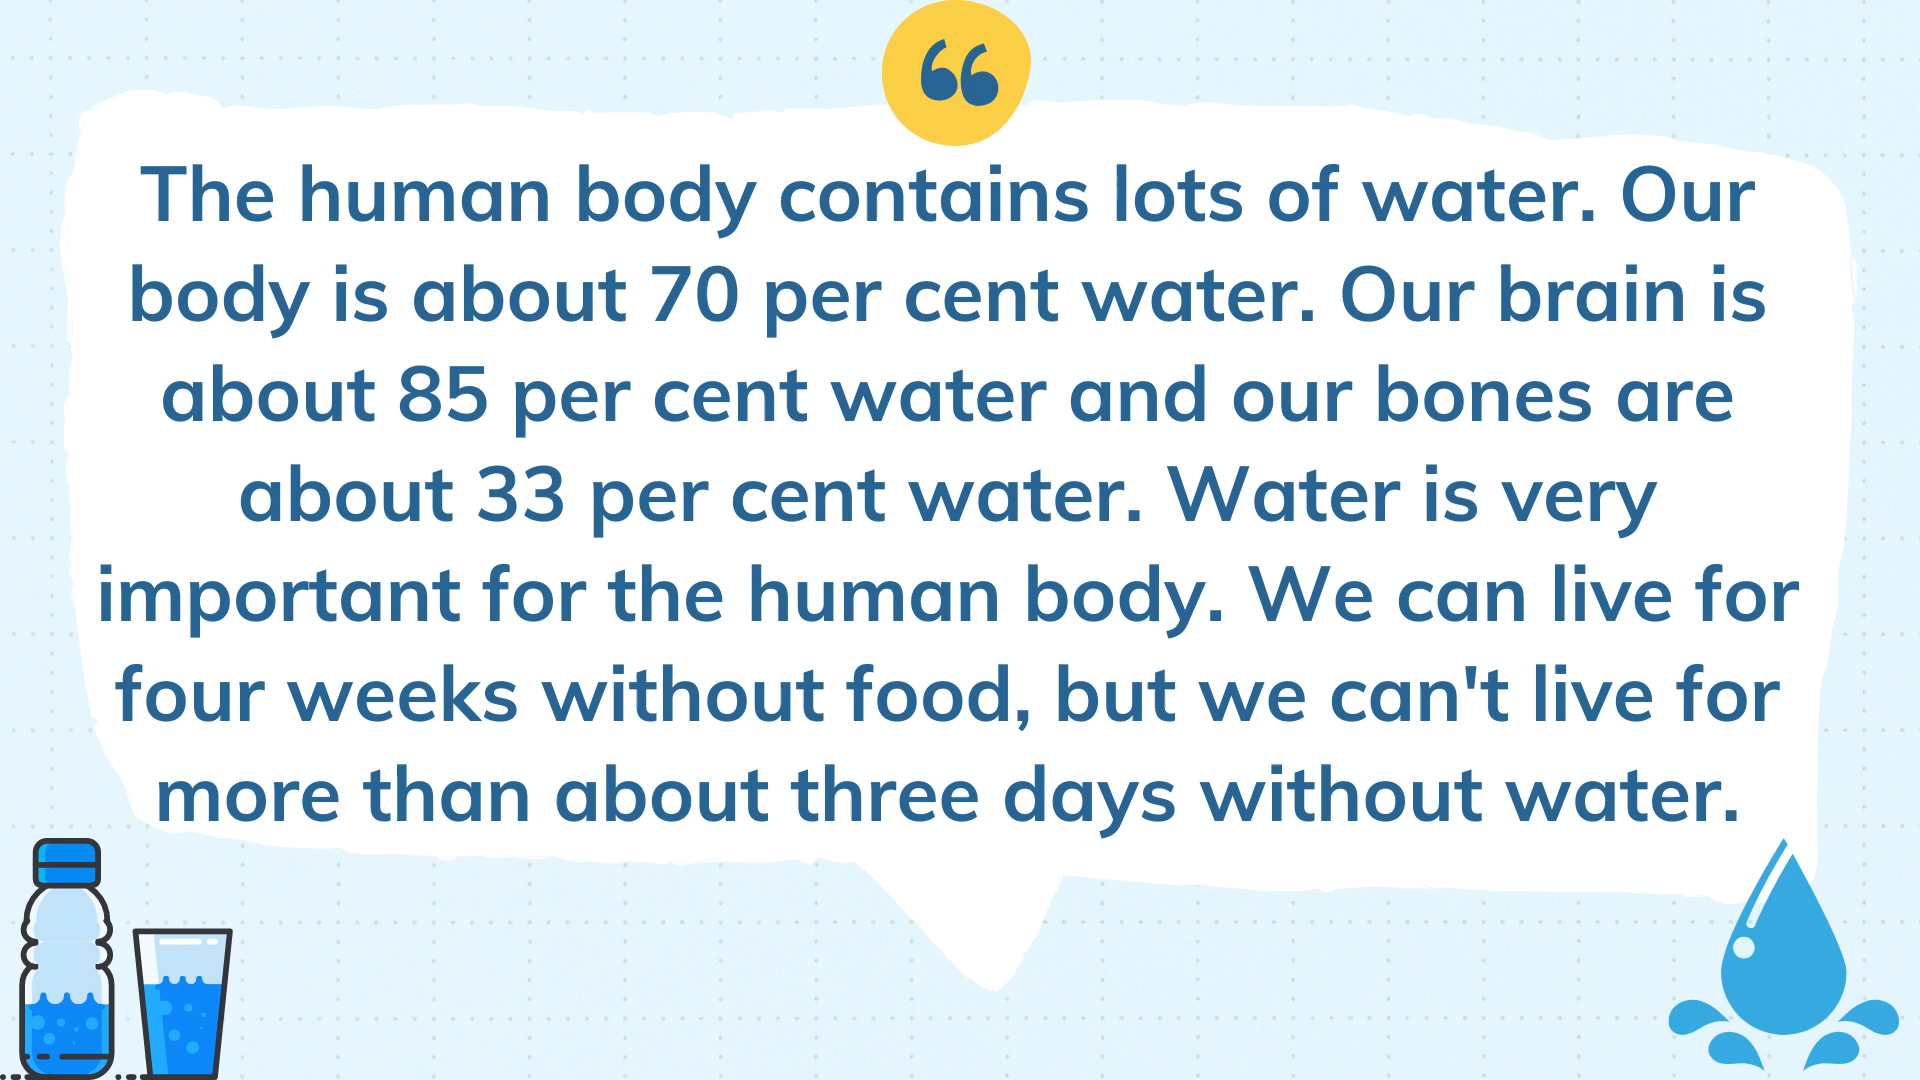 “
The human body contains lots of water. Our
body is about 70 per cent water. Our brain is
about 85 per cent water and our bones are
about 33 per cent water. Water is very
important for the human body. We can live for
four weeks without food, but we can't live for
more than about three days without water.